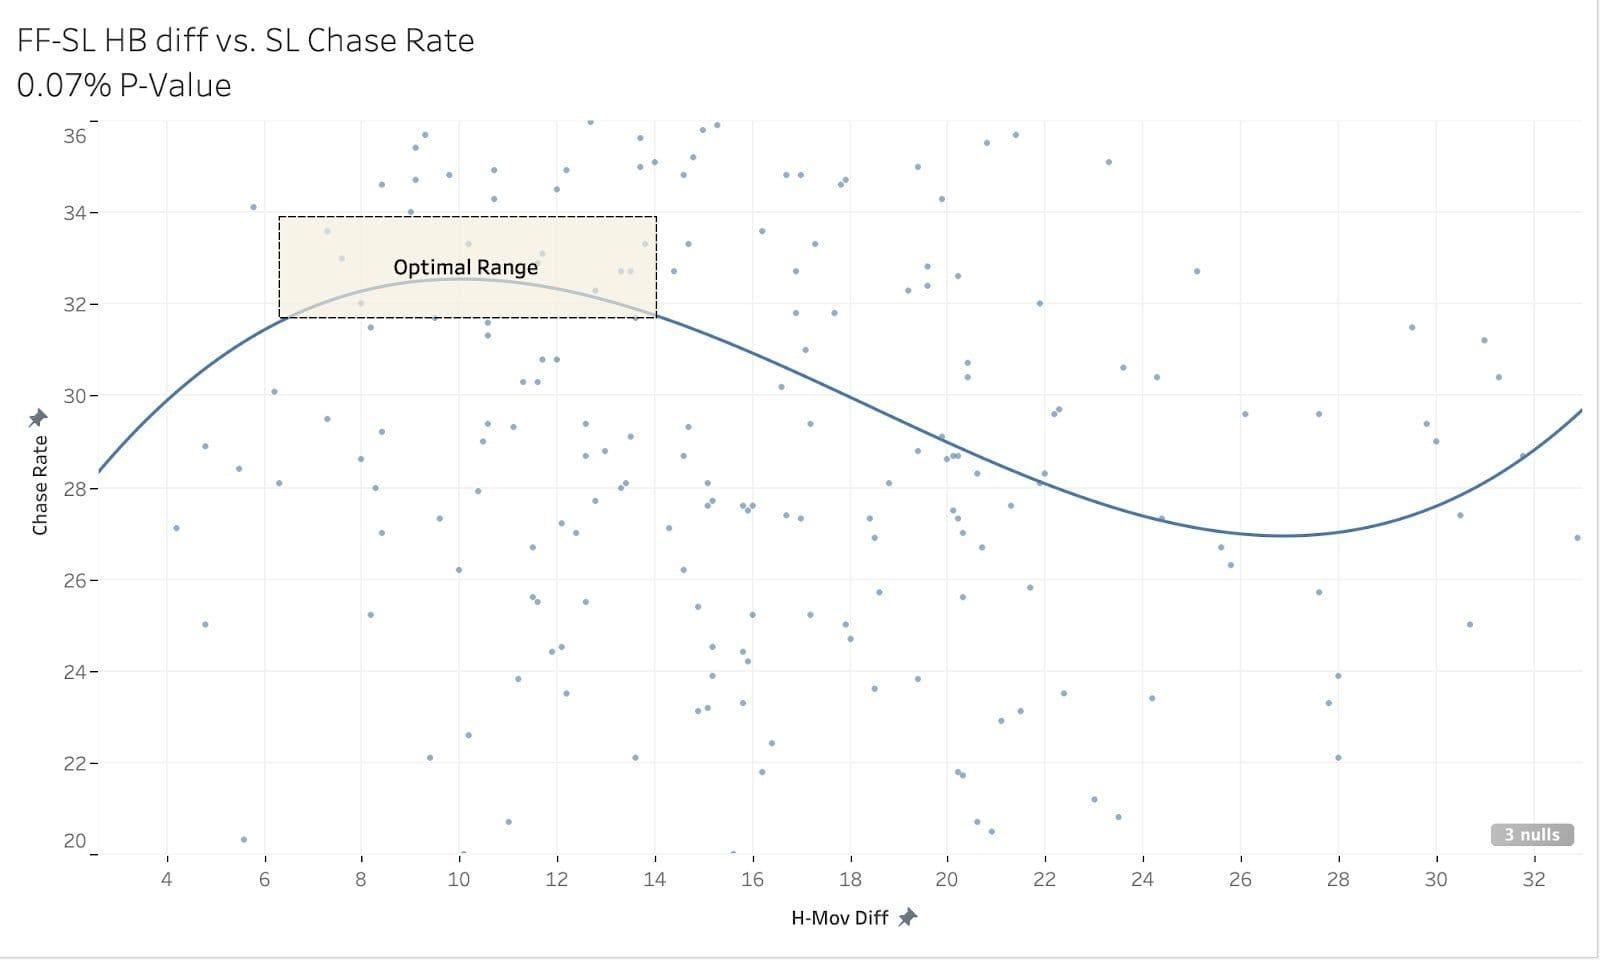 FF-SL HB diff vs. SL Chase Rate
0.07% P-Value
36
34
32
30
28
26
24
22
20
Chase Rate
Optimal Range
3 nulls
4 6 8 10 12 14 16 18 20 22 24 26 28 30 32
H-Mov Diff